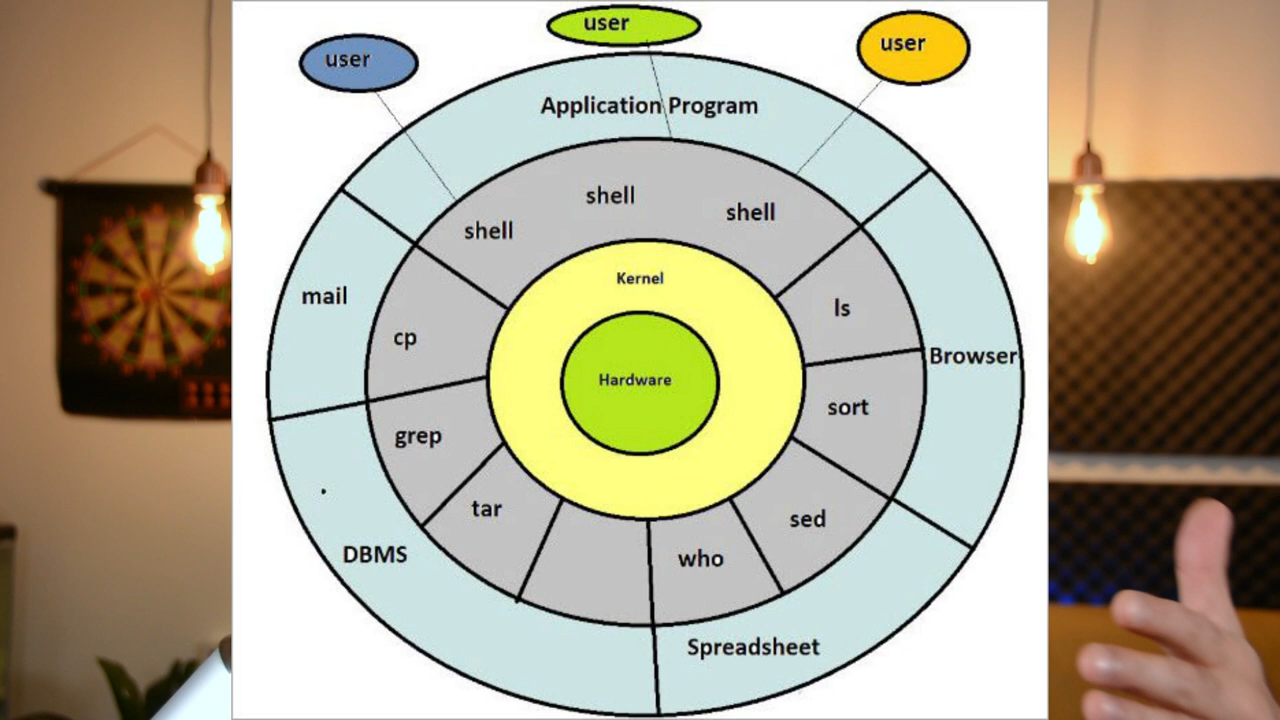 user
user
user
Application Program
shell
shell
shell
Kernel
mail
ls
cp
Browser
Hardware
sort
grep
tar
sed
DBMS
who
Spreadsheet